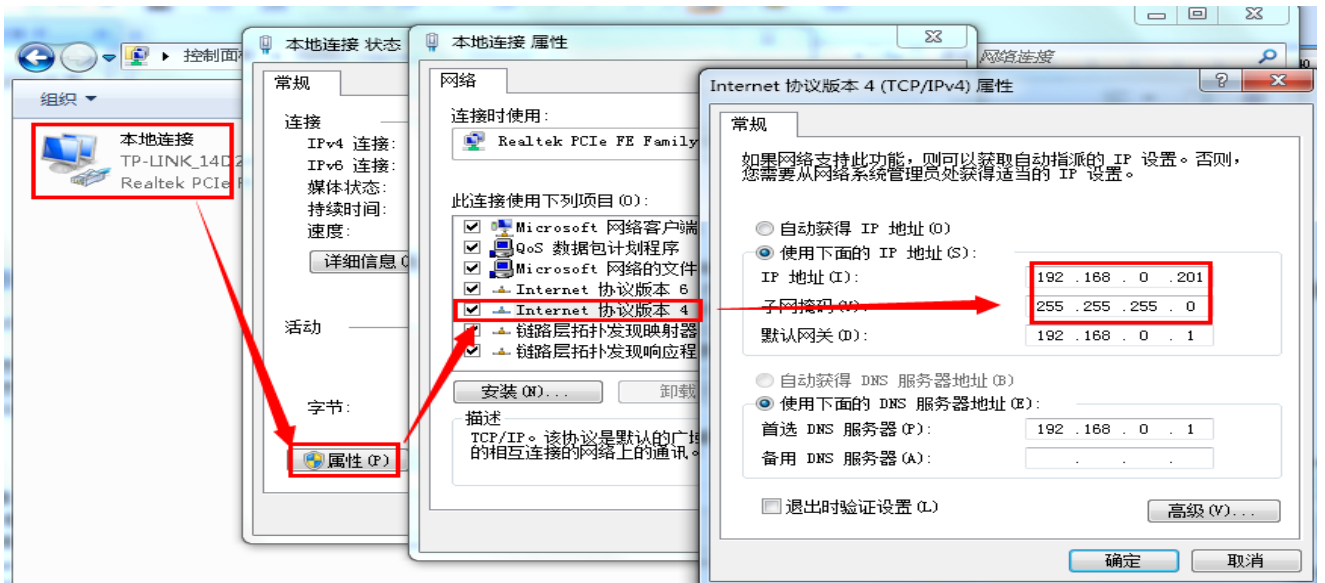 控制面
网络连接
组织
本地连接
TP-LINK_14D2
Realtek PCIe F
本地连接 状态
常规
连接
IPv4 连接:
IPv6 连接:
媒体状态:
持续时间:
速度:
详细信息(
活动
字节:
属性(P)
本地连接 属性
网络
连接时使用:
Realtek PCIe FE Family
此连接使用下列项目(O):
Microsoft 网络客户端
QoS 数据包计划程序
Microsoft 网络的文件
Internet 协议版本 6
Internet 协议版本 4
链路层拓扑发现映射器
链路层拓扑发现响应程
安装(N)...
卸载
描述
TCP/IP。该协议是默认的广域
的相互连接的网络上的通讯。
Internet 协议版本 4 (TCP/IPv4) 属性
常规
如果网络支持此功能，则可以获取自动指派的 IP 设置。否则，
您需要从网络系统管理员处获得适当的 IP 设置。
自动获得 IP 地址(O)
使用下面的 IP 地址(S):
IP 地址(I): 192 .168 . 0 .201
子网掩码(U): 255 .255 .255 . 0
默认网关(D): 192 .168 . 0 . 1
自动获得 DNS 服务器地址(B)
使用下面的 DNS 服务器地址(E):
首选 DNS 服务器(P): 192 .168 . 0 . 1
备用 DNS 服务器(A): . . .
退出时验证设置(L)
高级(V)...
确定
取消